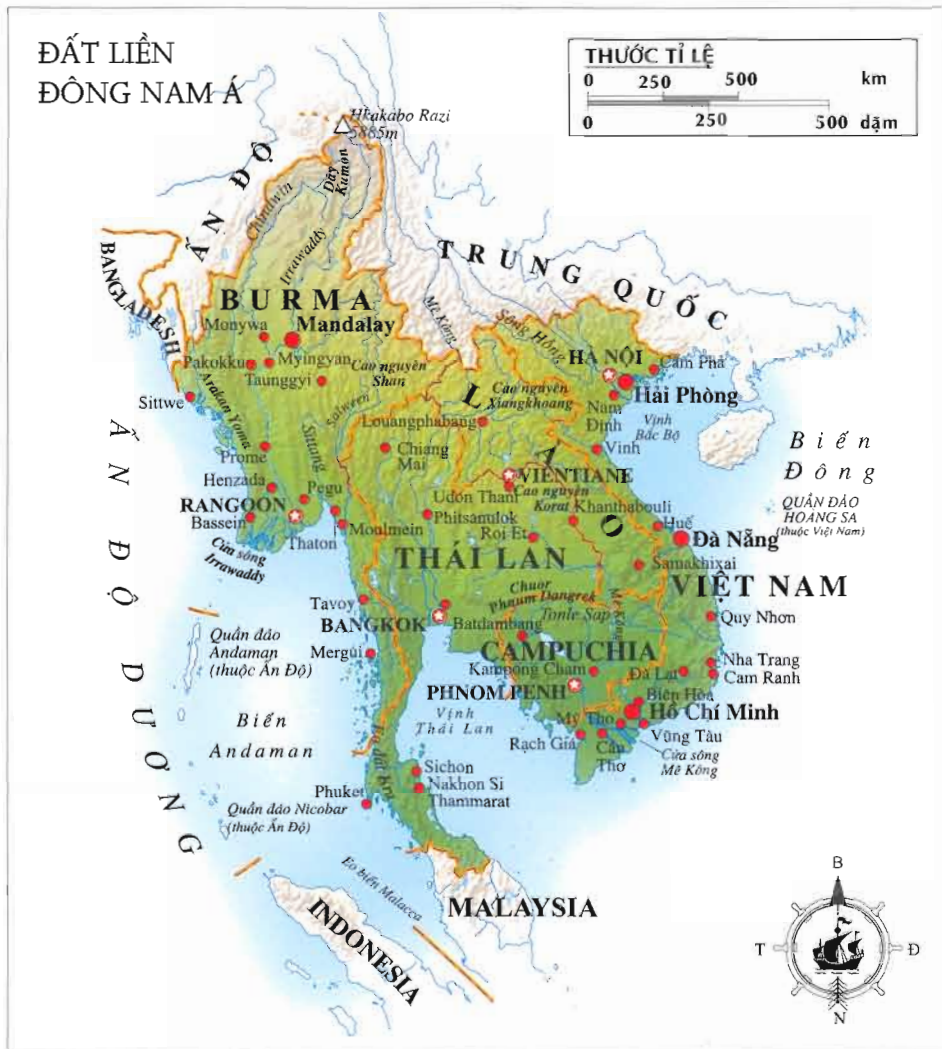 ĐẤT LIỀN
ĐÔNG NAM Á
THƯỚC TỈ LỆ
0 250 500 km
0 250 500 dặm
Hkakabo Razi
5885m
ẤN ĐỘ
Dãy
Kumon
Chindwin
Irrawaddy
TRUNG QUỐC
BANGLADESH
BURMA
Mê Kông
Sông Hồng
Monywa
Mandalay
HÀ NỘI
Cẩm Phả
Pakokku
Myingyan
Cao nguyên
Shan
Taunggyi
Cao nguyên
Xiangkhoang
Hải Phòng
Sittwe
Arakan Yoma
Salween
LAO
Nam
Định
Vịnh
Bắc Bộ
Louangphabang
Sittang
Chiang
Mai
Vinh
Biển
Đông
Prome
VIENTIANE
Henzada
Pegu
Udon Thani
Cao nguyên
Korat
Khanthabouli
QUẦN ĐẢO
HOÀNG SA
(thuộc Việt Nam)
RANGOON
Bassein
Phitsanulok
Huế
Thaton
Moulmein
Roi Et
Đà Nẵng
Cửa sông
Irrawaddy
THÁI LAN
Samakhixai
VIỆT NAM
Chuor
Phnum Dangrek
Tavoy
Tonle Sap
Mê Kông
BANGKOK
Batdambang
Quy Nhơn
Quần đảo
Andaman
(thuộc Ấn Độ)
Mergui
CAMPUCHIA
Kampong Cham
Đà Lạt
Nha Trang
Cam Ranh
PHNOM PENH
Biên Hòa
Biển
Andaman
Vịnh
Thái Lan
Mỹ Tho
Hồ Chí Minh
Rạch Giá
Cần
Thơ
Vũng Tàu
Cửa sông
Mê Kông
Eo đất Kra
Sichon
Phuket
Nakhon Si
Thammarat
Quần đảo Nicobar
(thuộc Ấn Độ)
ẤN ĐỘ DƯƠNG
Eo biển Malacca
MALAYSIA
INDONESIA
B
T Đ
N